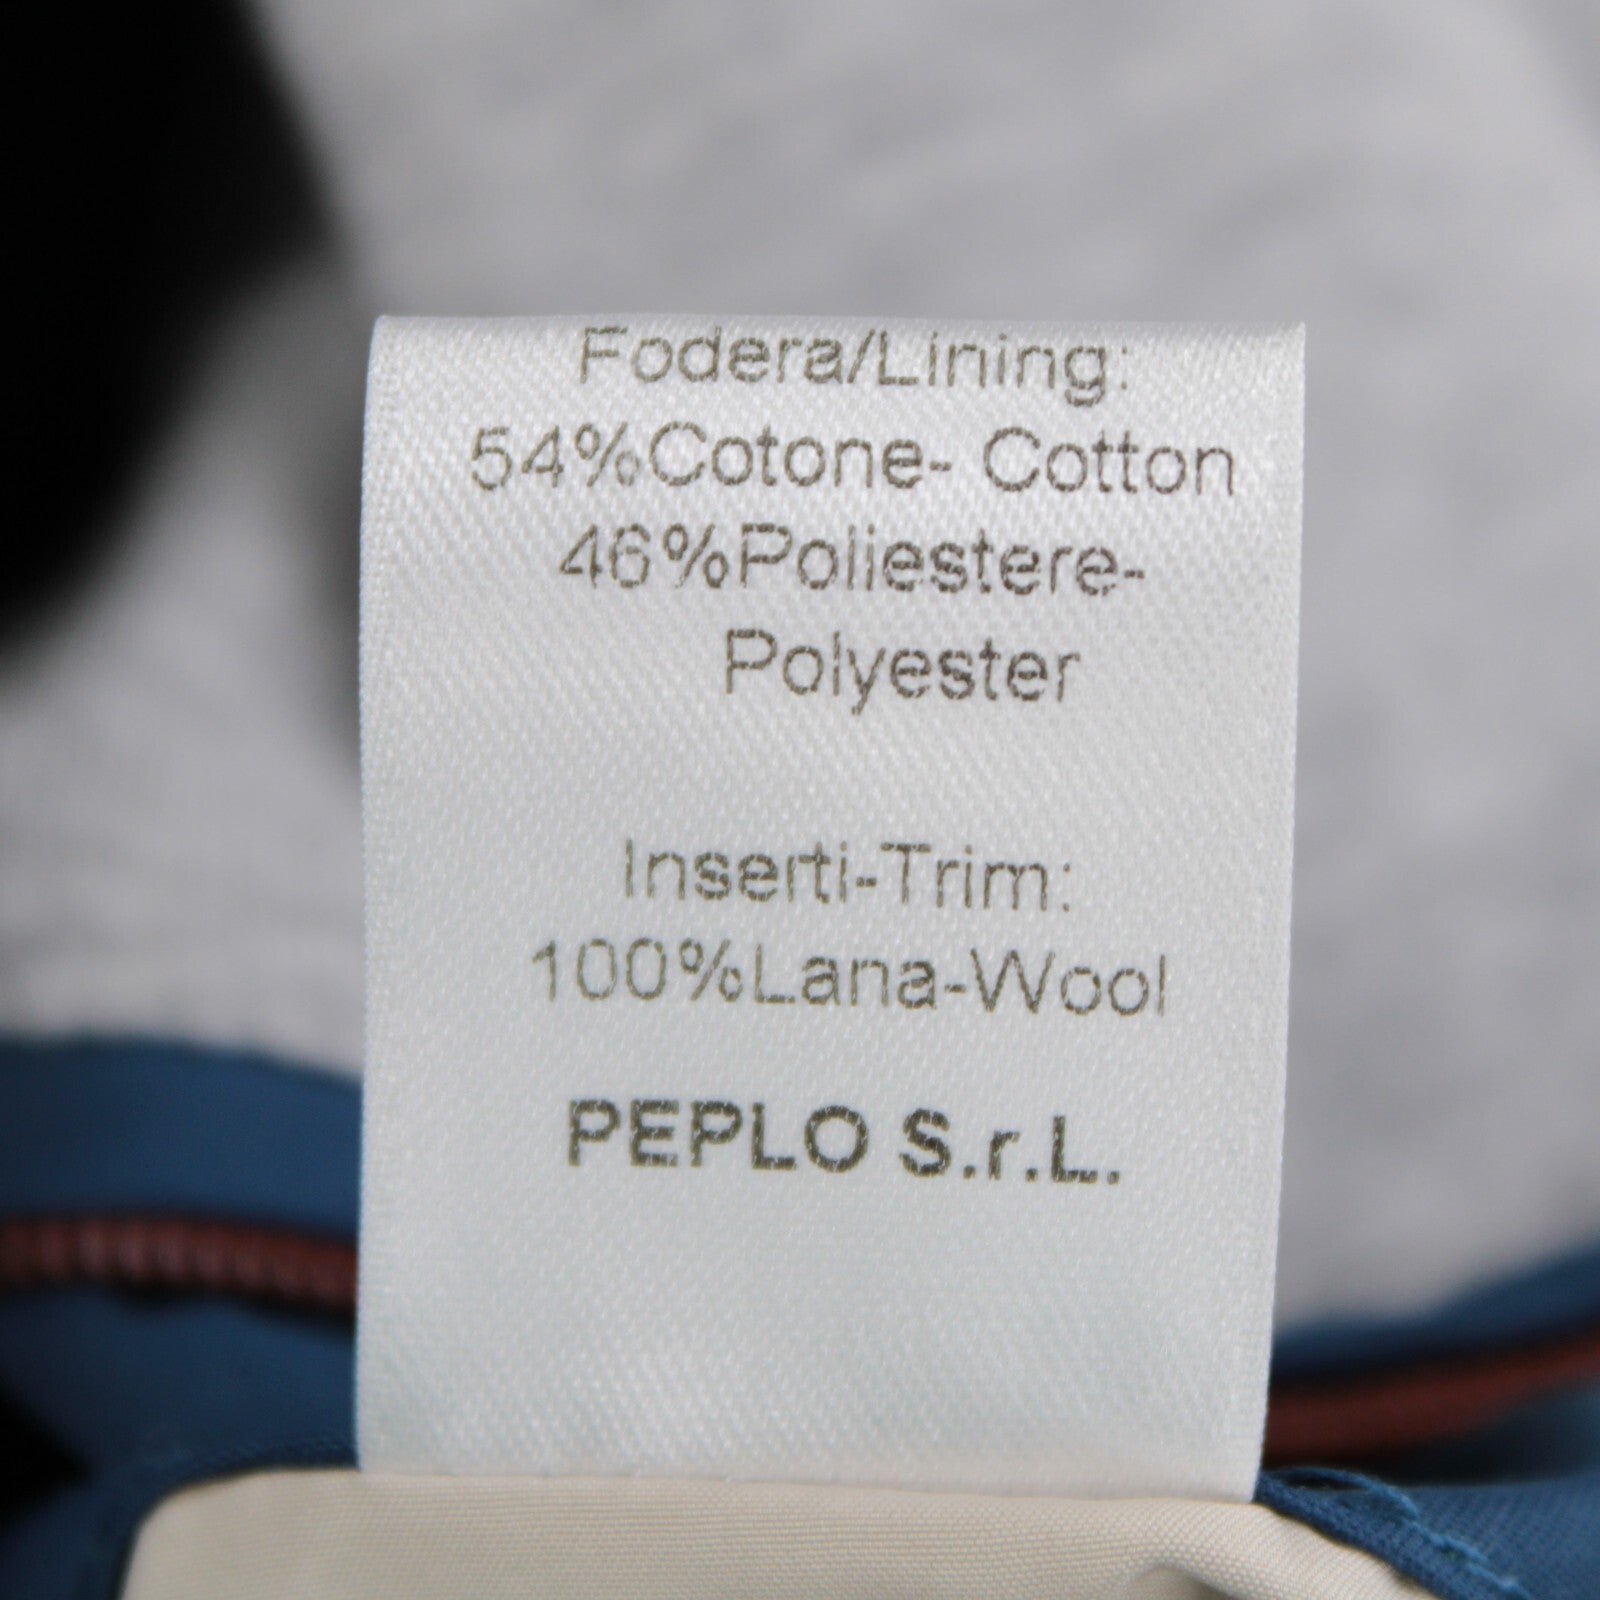 Fodera/Lining:
54%Cotone- Cotton
46%Poliestere-
Polyester
Inserti-Trim:
100%Lana-Wool
PEPLO S.r.L.